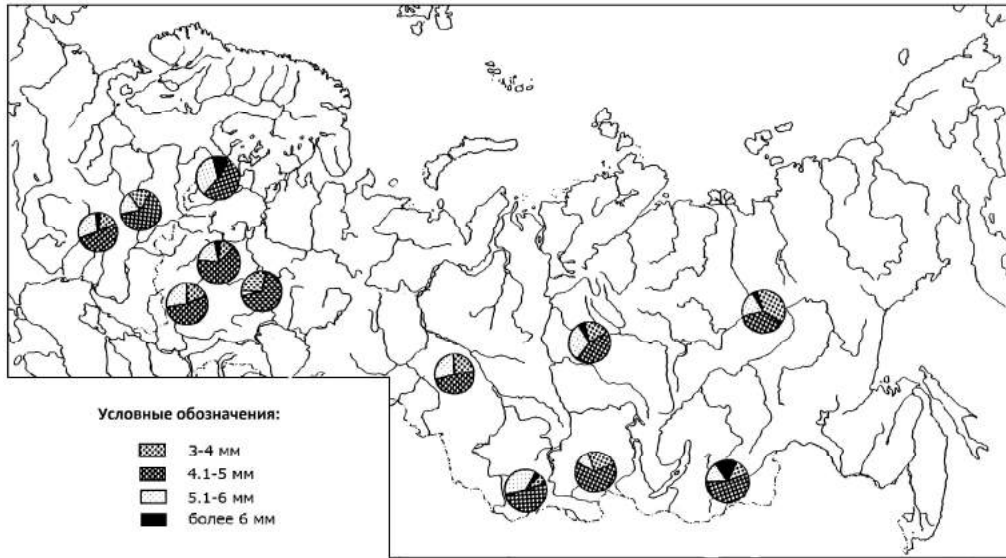 Условные обозначения:
3-4 мм
4.1-5 мм
5.1-6 мм
более 6 мм